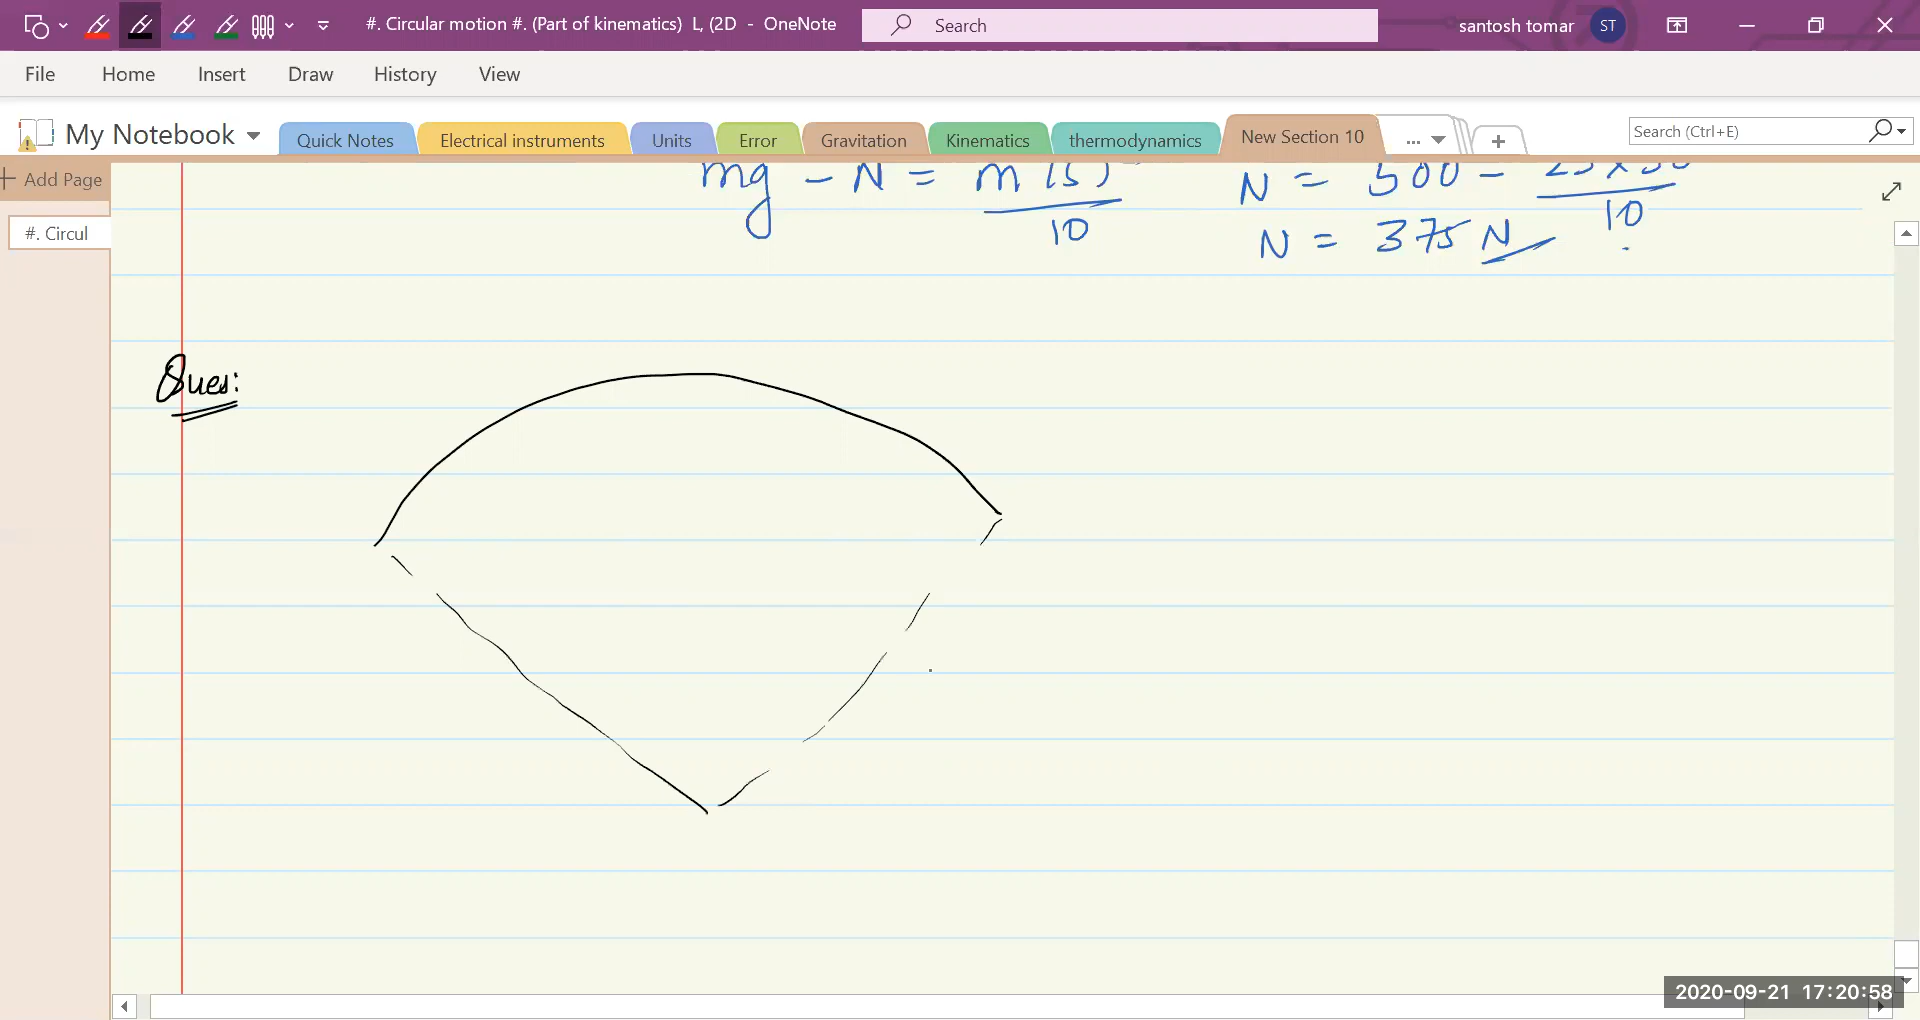 #. Circular motion #. (Part of kinematics) L, (2D - OneNote
Search
santosh tomar ST
File Home Insert Draw History View
My Notebook
Quick Notes Electrical instruments Units Error Gravitation Kinematics thermodynamics New Section 10 ... +
Search (Ctrl+E)
+ Add Page
#. Circul
mg - N = m(5)
10
N = 500 - 25x50
10
N = 375 N
Ques:
2020-09-21 17:20:58